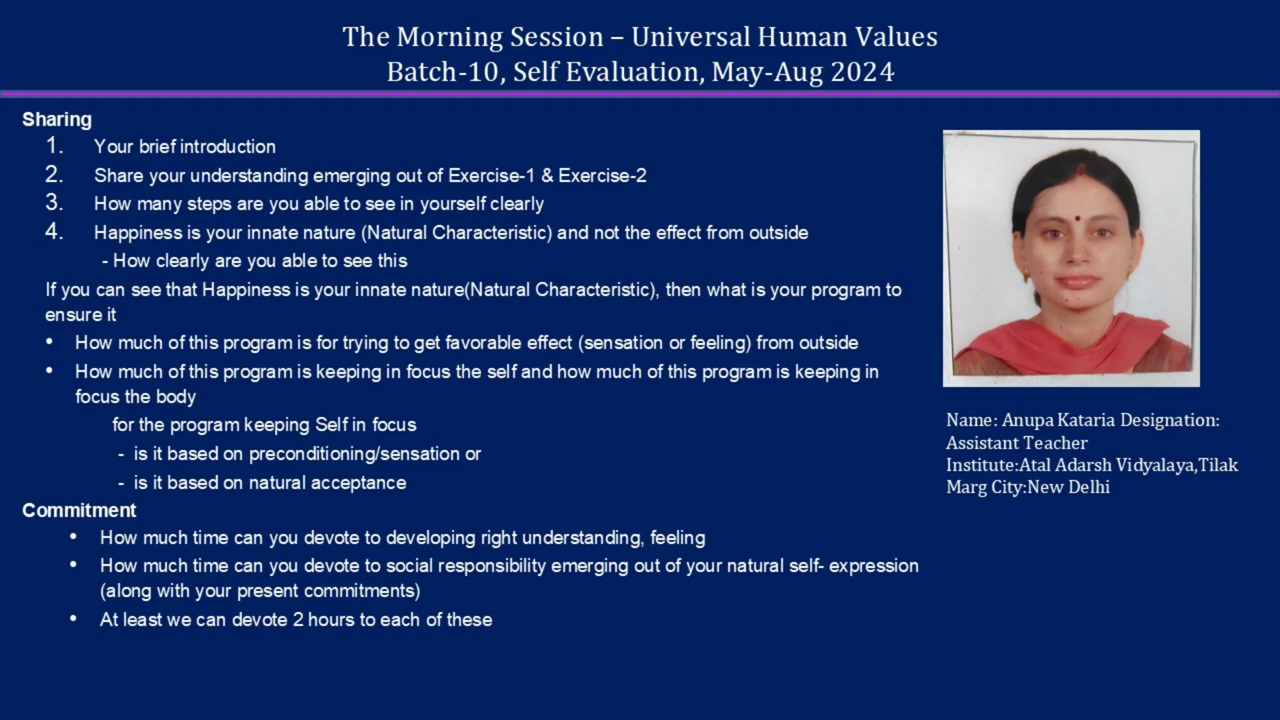 The Morning Session – Universal Human Values
Batch-10, Self Evaluation, May-Aug 2024
Sharing
1. Your brief introduction
2. Share your understanding emerging out of Exercise-1 & Exercise-2
3. How many steps are you able to see in yourself clearly
4. Happiness is your innate nature (Natural Characteristic) and not the effect from outside
- How clearly are you able to see this
If you can see that Happiness is your innate nature(Natural Characteristic), then what is your program to
ensure it
• How much of this program is for trying to get favorable effect (sensation or feeling) from outside
• How much of this program is keeping in focus the self and how much of this program is keeping in
focus the body
for the program keeping Self in focus
- is it based on preconditioning/sensation or
- is it based on natural acceptance
Commitment
• How much time can you devote to developing right understanding, feeling
• How much time can you devote to social responsibility emerging out of your natural self- expression
(along with your present commitments)
• At least we can devote 2 hours to each of these
Name: Anupa Kataria Designation:
Assistant Teacher
Institute:Atal Adarsh Vidyalaya,Tilak
Marg City:New Delhi